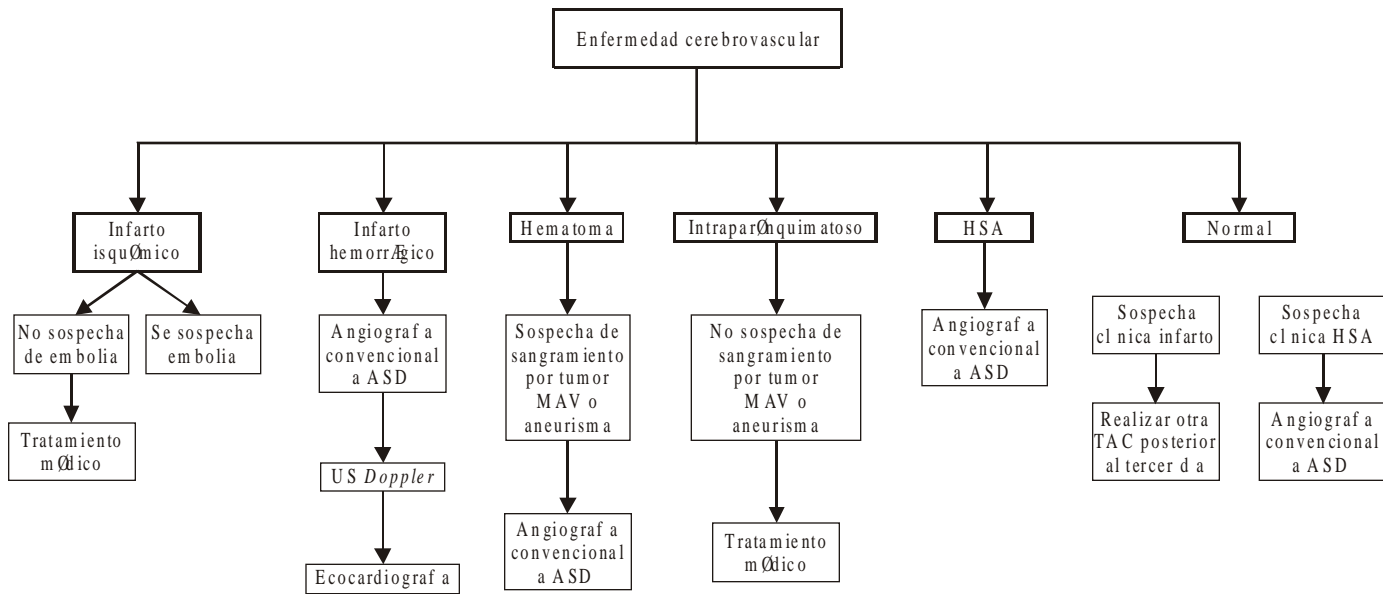 Enfermedad cerebrovascular
Infarto
isquØmico
Infarto
hemorrÆgico
Hematoma
IntraparØnquimatoso
HSA
Normal
No sospecha
de embolia
Se sospecha
embolia
Angiograf a
convencional
a ASD
Sospecha de
sangramiento
por tumor
MAV o
aneurisma
No sospecha de
sangramiento
por tumor
MAV o
aneurisma
Angiograf a
convencional
a ASD
Sospecha
cl nica infarto
Sospecha
cl nica HSA
Tratamiento
mØdico
US Doppler
Ecocardiograf a
Angiograf a
convencional
a ASD
Tratamiento
mØdico
Realizar otra
TAC posterior
al tercer d a
Angiograf a
convencional
a ASD